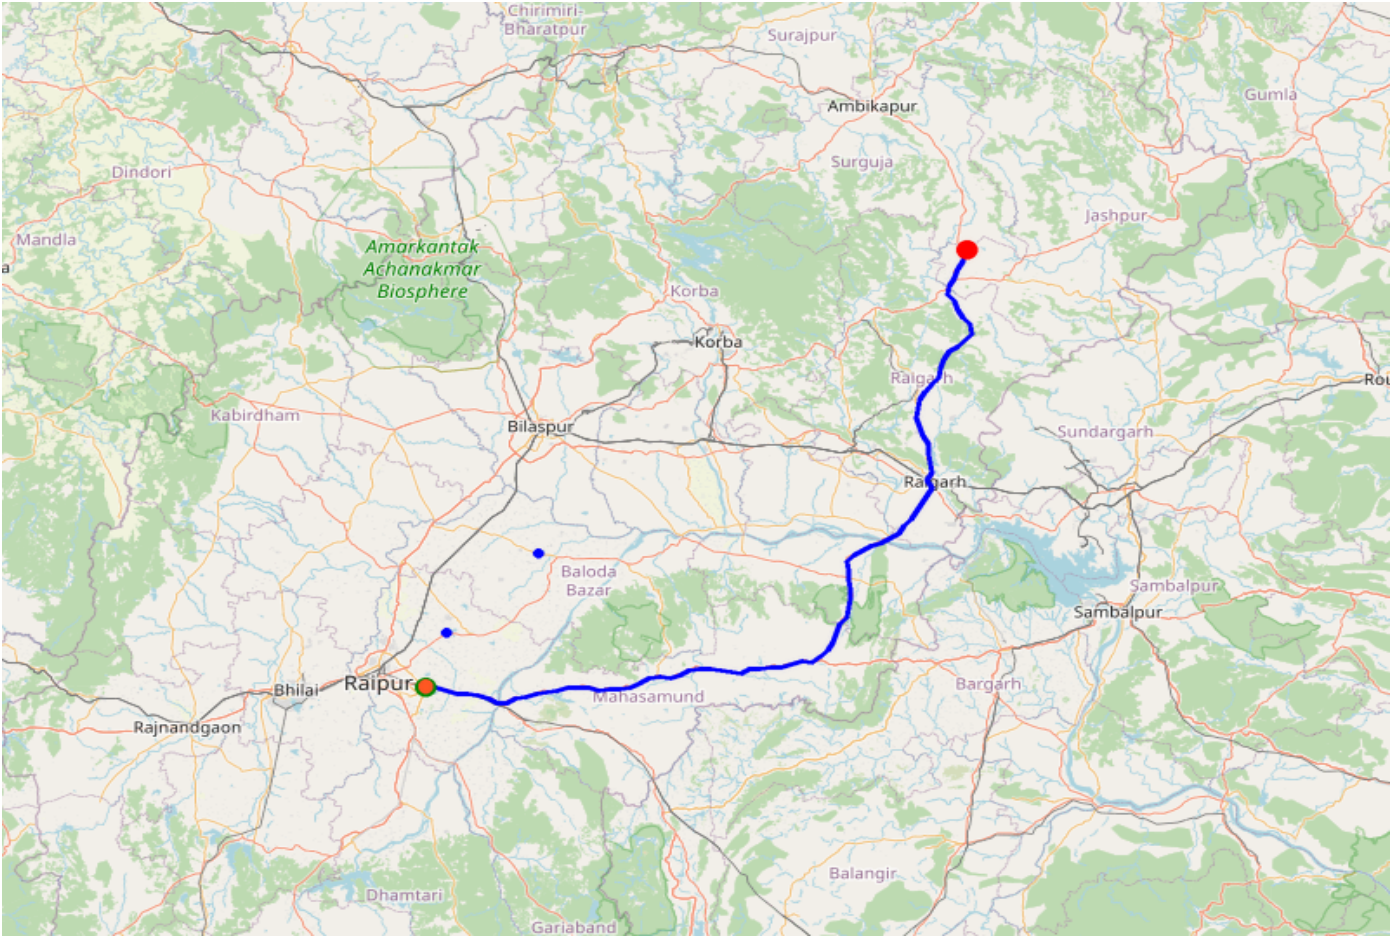 Chirimiri-
Bharatpur
Surajpur
Gumla
Ambikapur
Surguja
Dindori
Jashpur
Mandla
a
Amarkantak
Achanakmar
Biosphere
Korba
Korba
Raigarh
Rou
Kabirdham
Bilaspur
Sundargarh
Raigarh
Baloda
Bazar
Sambalpur
Sambalpur
Raipur
Bhilai
Mahasamund
Bargarh
Rajnandgaon
Balangir
Dhamtari
Gariaband